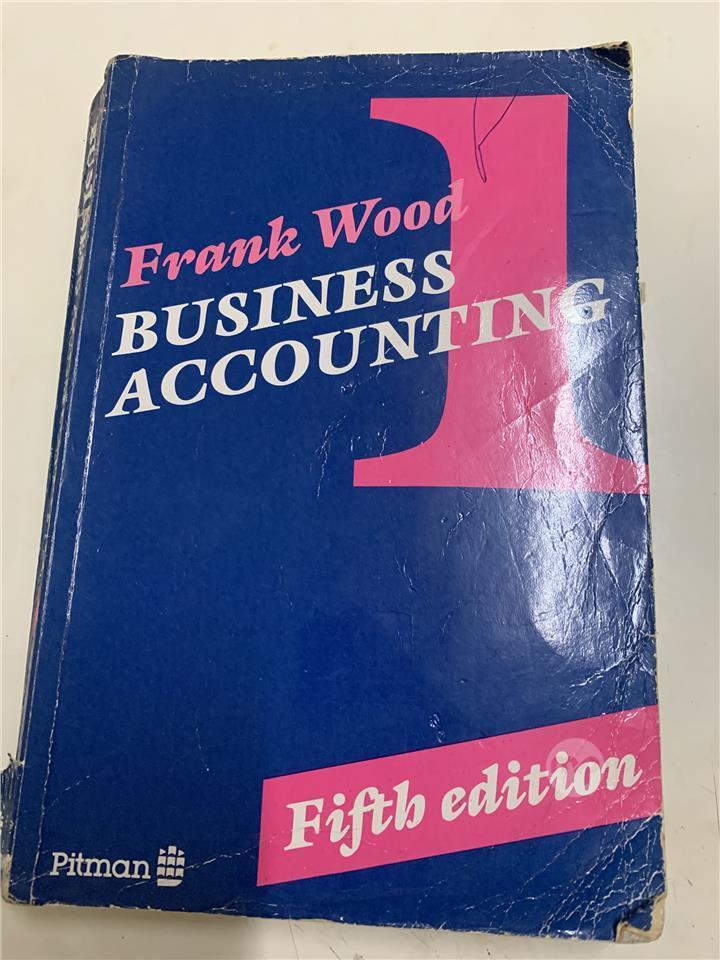 1
Frank Wood
BUSINESS
ACCOUNTING
Fifth edition
Pitman